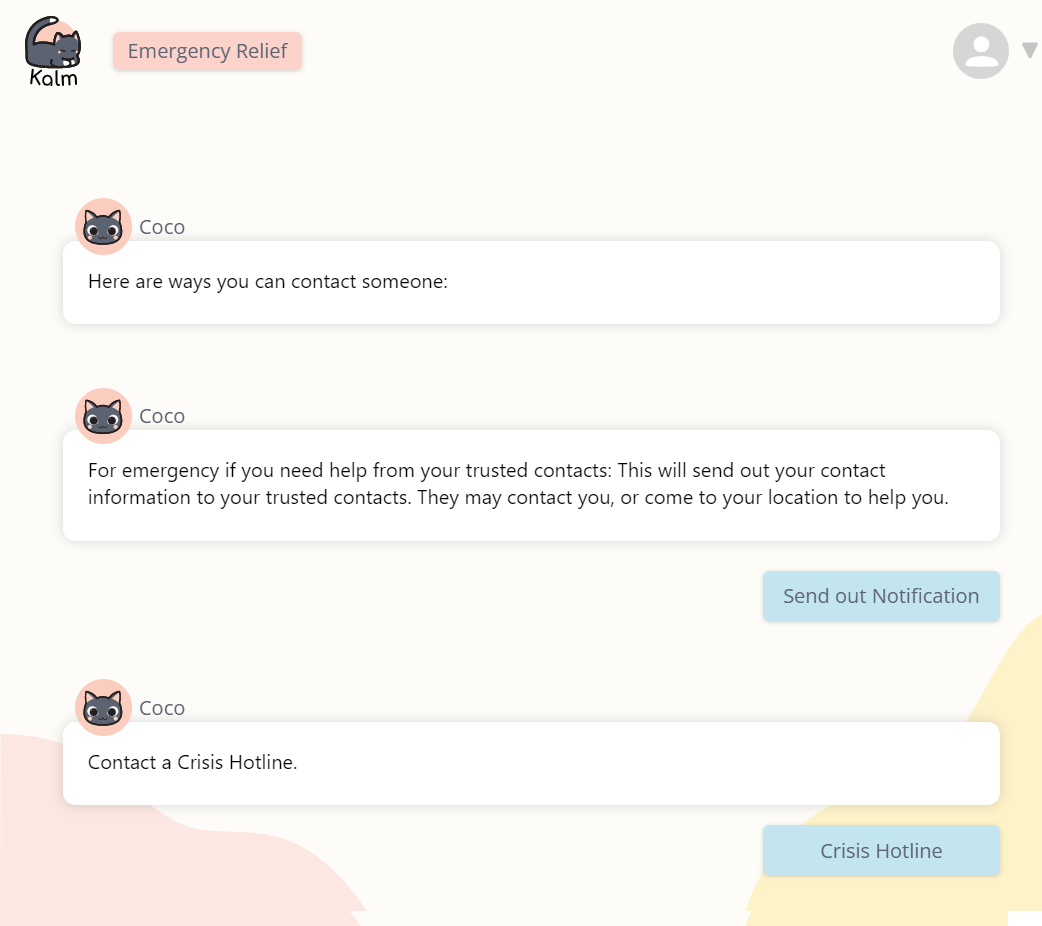 Kalm
Emergency Relief
Coco
Here are ways you can contact someone:
Coco
For emergency if you need help from your trusted contacts: This will send out your contact
information to your trusted contacts. They may contact you, or come to your location to help you.
Send out Notification
Coco
Contact a Crisis Hotline.
Crisis Hotline